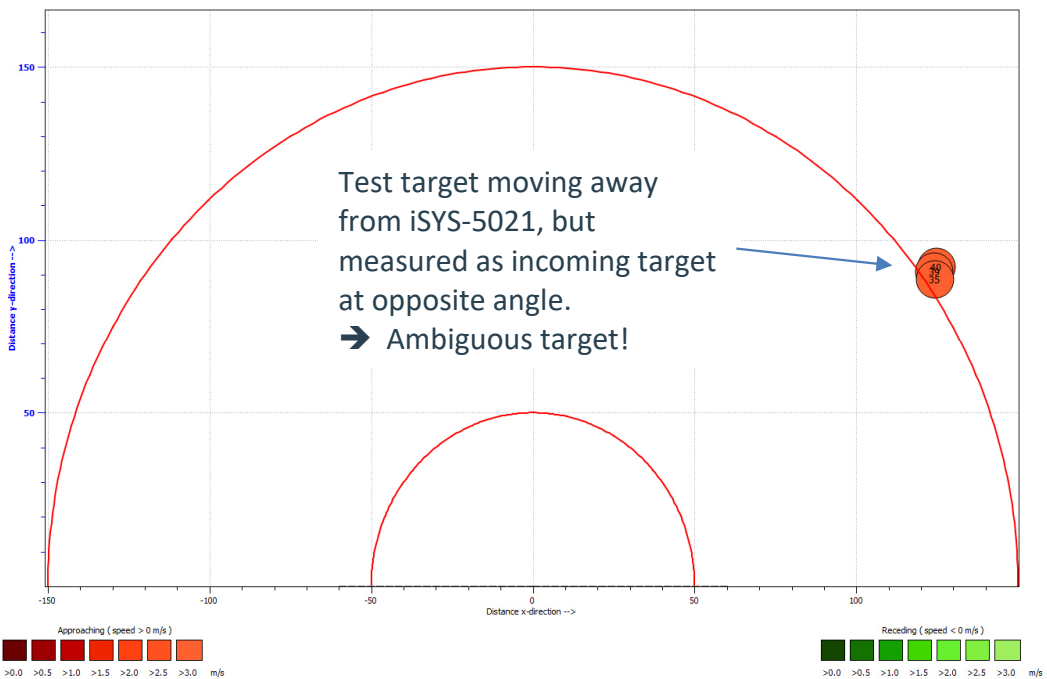 150
100
50
Distance y-direction -->
Test target moving away
from iSYS-5021, but
measured as incoming target
at opposite angle.
➔ Ambiguous target!
40
35
-150 -100 -50 0 50 100
Distance x-direction -->
Approaching ( speed > 0 m/s )
>0.0 >0.5 >1.0 >1.5 >2.0 >2.5 >3.0 m/s
Receding ( speed < 0 m/s )
>0.0 >0.5 >1.0 >1.5 >2.0 >2.5 >3.0 m/s